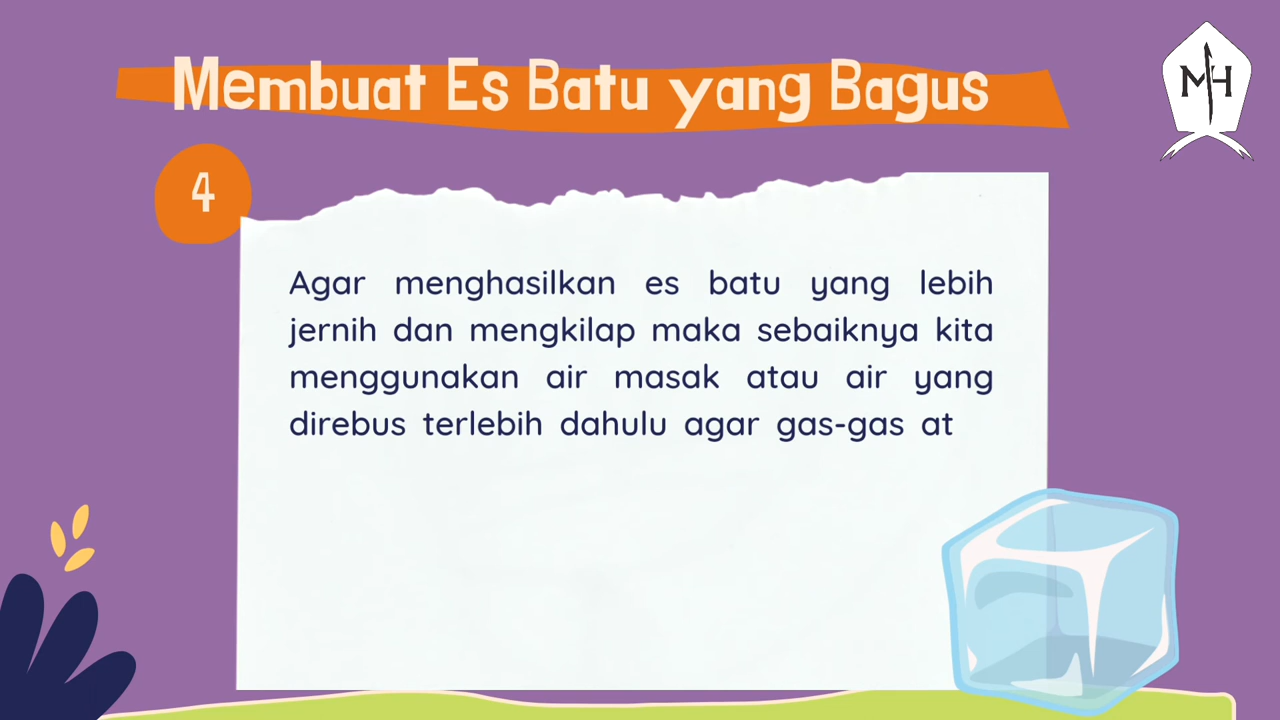 Membuat Es Batu yang Bagus
MH
4
Agar menghasilkan es batu yang lebih
jernih dan mengkilap maka sebaiknya kita
menggunakan air masak atau air yang
direbus terlebih dahulu agar gas-gas at